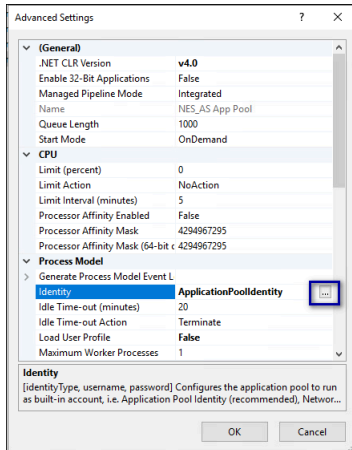 Advanced Settings ? ×
(General)
.NET CLR Version v4.0
Enable 32-Bit Applications False
Managed Pipeline Mode Integrated
Name NES_AS App Pool
Queue Length 1000
Start Mode OnDemand
CPU
Limit (percent) 0
Limit Action NoAction
Limit Interval (minutes) 5
Processor Affinity Enabled False
Processor Affinity Mask 4294967295
Processor Affinity Mask (64-bit c 4294967295
Process Model
Generate Process Model Event L
Identity ApplicationPoolIdentity ...
Idle Time-out (minutes) 20
Idle Time-out Action Terminate
Load User Profile False
Maximum Worker Processes 1
Identity
[identityType, username, password] Configures the application pool to run
as built-in account, i.e. Application Pool Identity (recommended), Networ...
OK Cancel